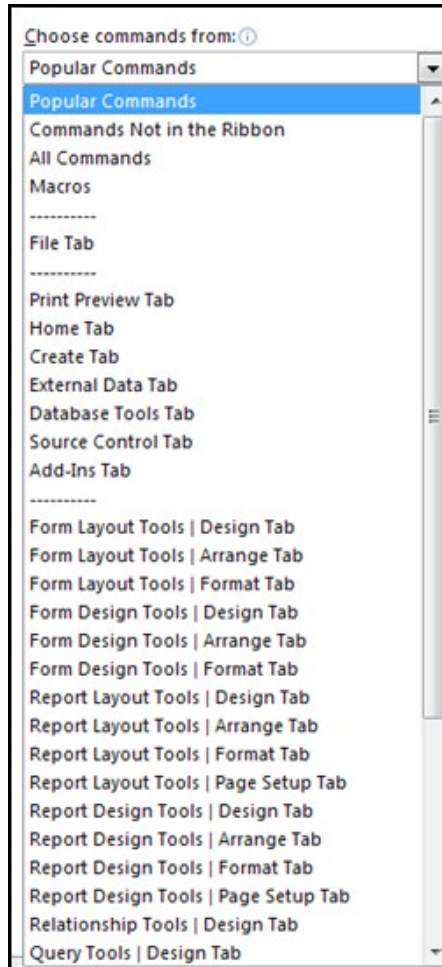 Choose commands from:
Popular Commands
Popular Commands
Commands Not in the Ribbon
All Commands
Macros
----------
File Tab
----------
Print Preview Tab
Home Tab
Create Tab
External Data Tab
Database Tools Tab
Source Control Tab
Add-Ins Tab
----------
Form Layout Tools | Design Tab
Form Layout Tools | Arrange Tab
Form Layout Tools | Format Tab
Form Design Tools | Design Tab
Form Design Tools | Arrange Tab
Form Design Tools | Format Tab
Report Layout Tools | Design Tab
Report Layout Tools | Arrange Tab
Report Layout Tools | Format Tab
Report Layout Tools | Page Setup Tab
Report Design Tools | Design Tab
Report Design Tools | Arrange Tab
Report Design Tools | Format Tab
Report Design Tools | Page Setup Tab
Relationship Tools | Design Tab
Query Tools | Design Tab